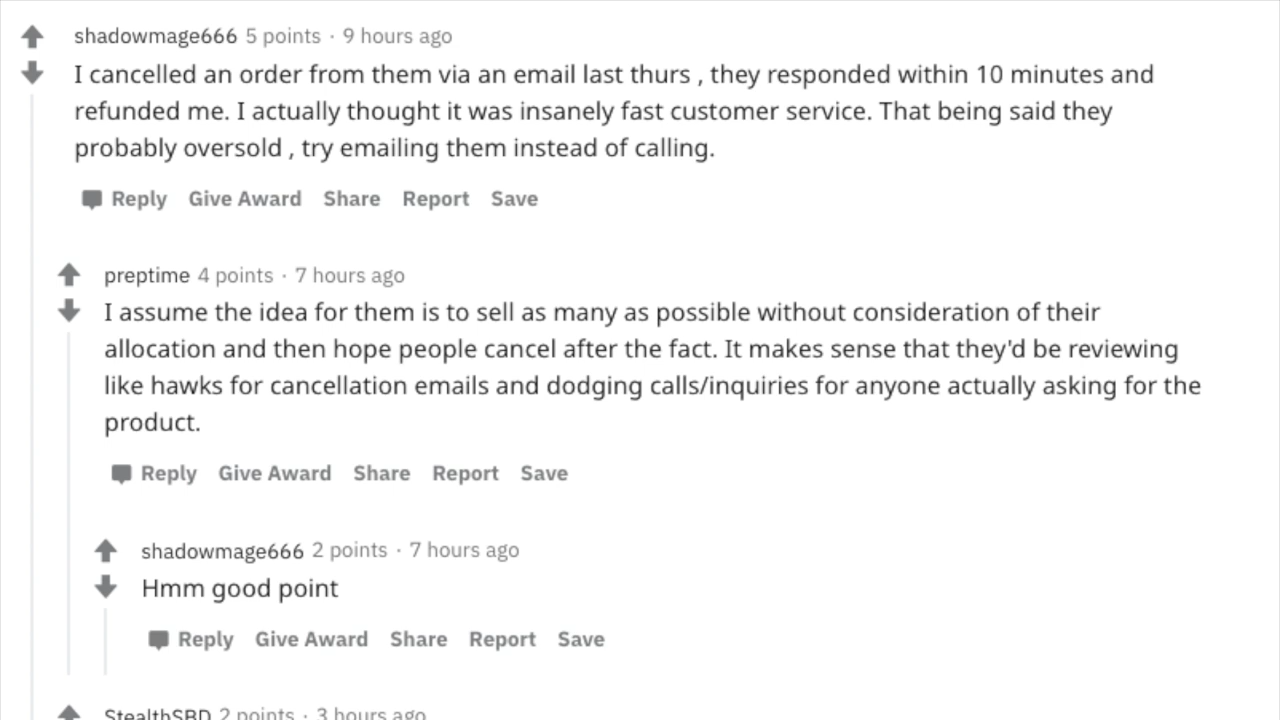 shadowmage666 5 points · 9 hours ago
I cancelled an order from them via an email last thurs , they responded within 10 minutes and
refunded me. I actually thought it was insanely fast customer service. That being said they
probably oversold , try emailing them instead of calling.
Reply Give Award Share Report Save
preptime 4 points · 7 hours ago
I assume the idea for them is to sell as many as possible without consideration of their
allocation and then hope people cancel after the fact. It makes sense that they'd be reviewing
like hawks for cancellation emails and dodging calls/inquiries for anyone actually asking for the
product.
Reply Give Award Share Report Save
shadowmage666 2 points · 7 hours ago
Hmm good point
Reply Give Award Share Report Save
StealthSBD 2 points · 3 hours ago